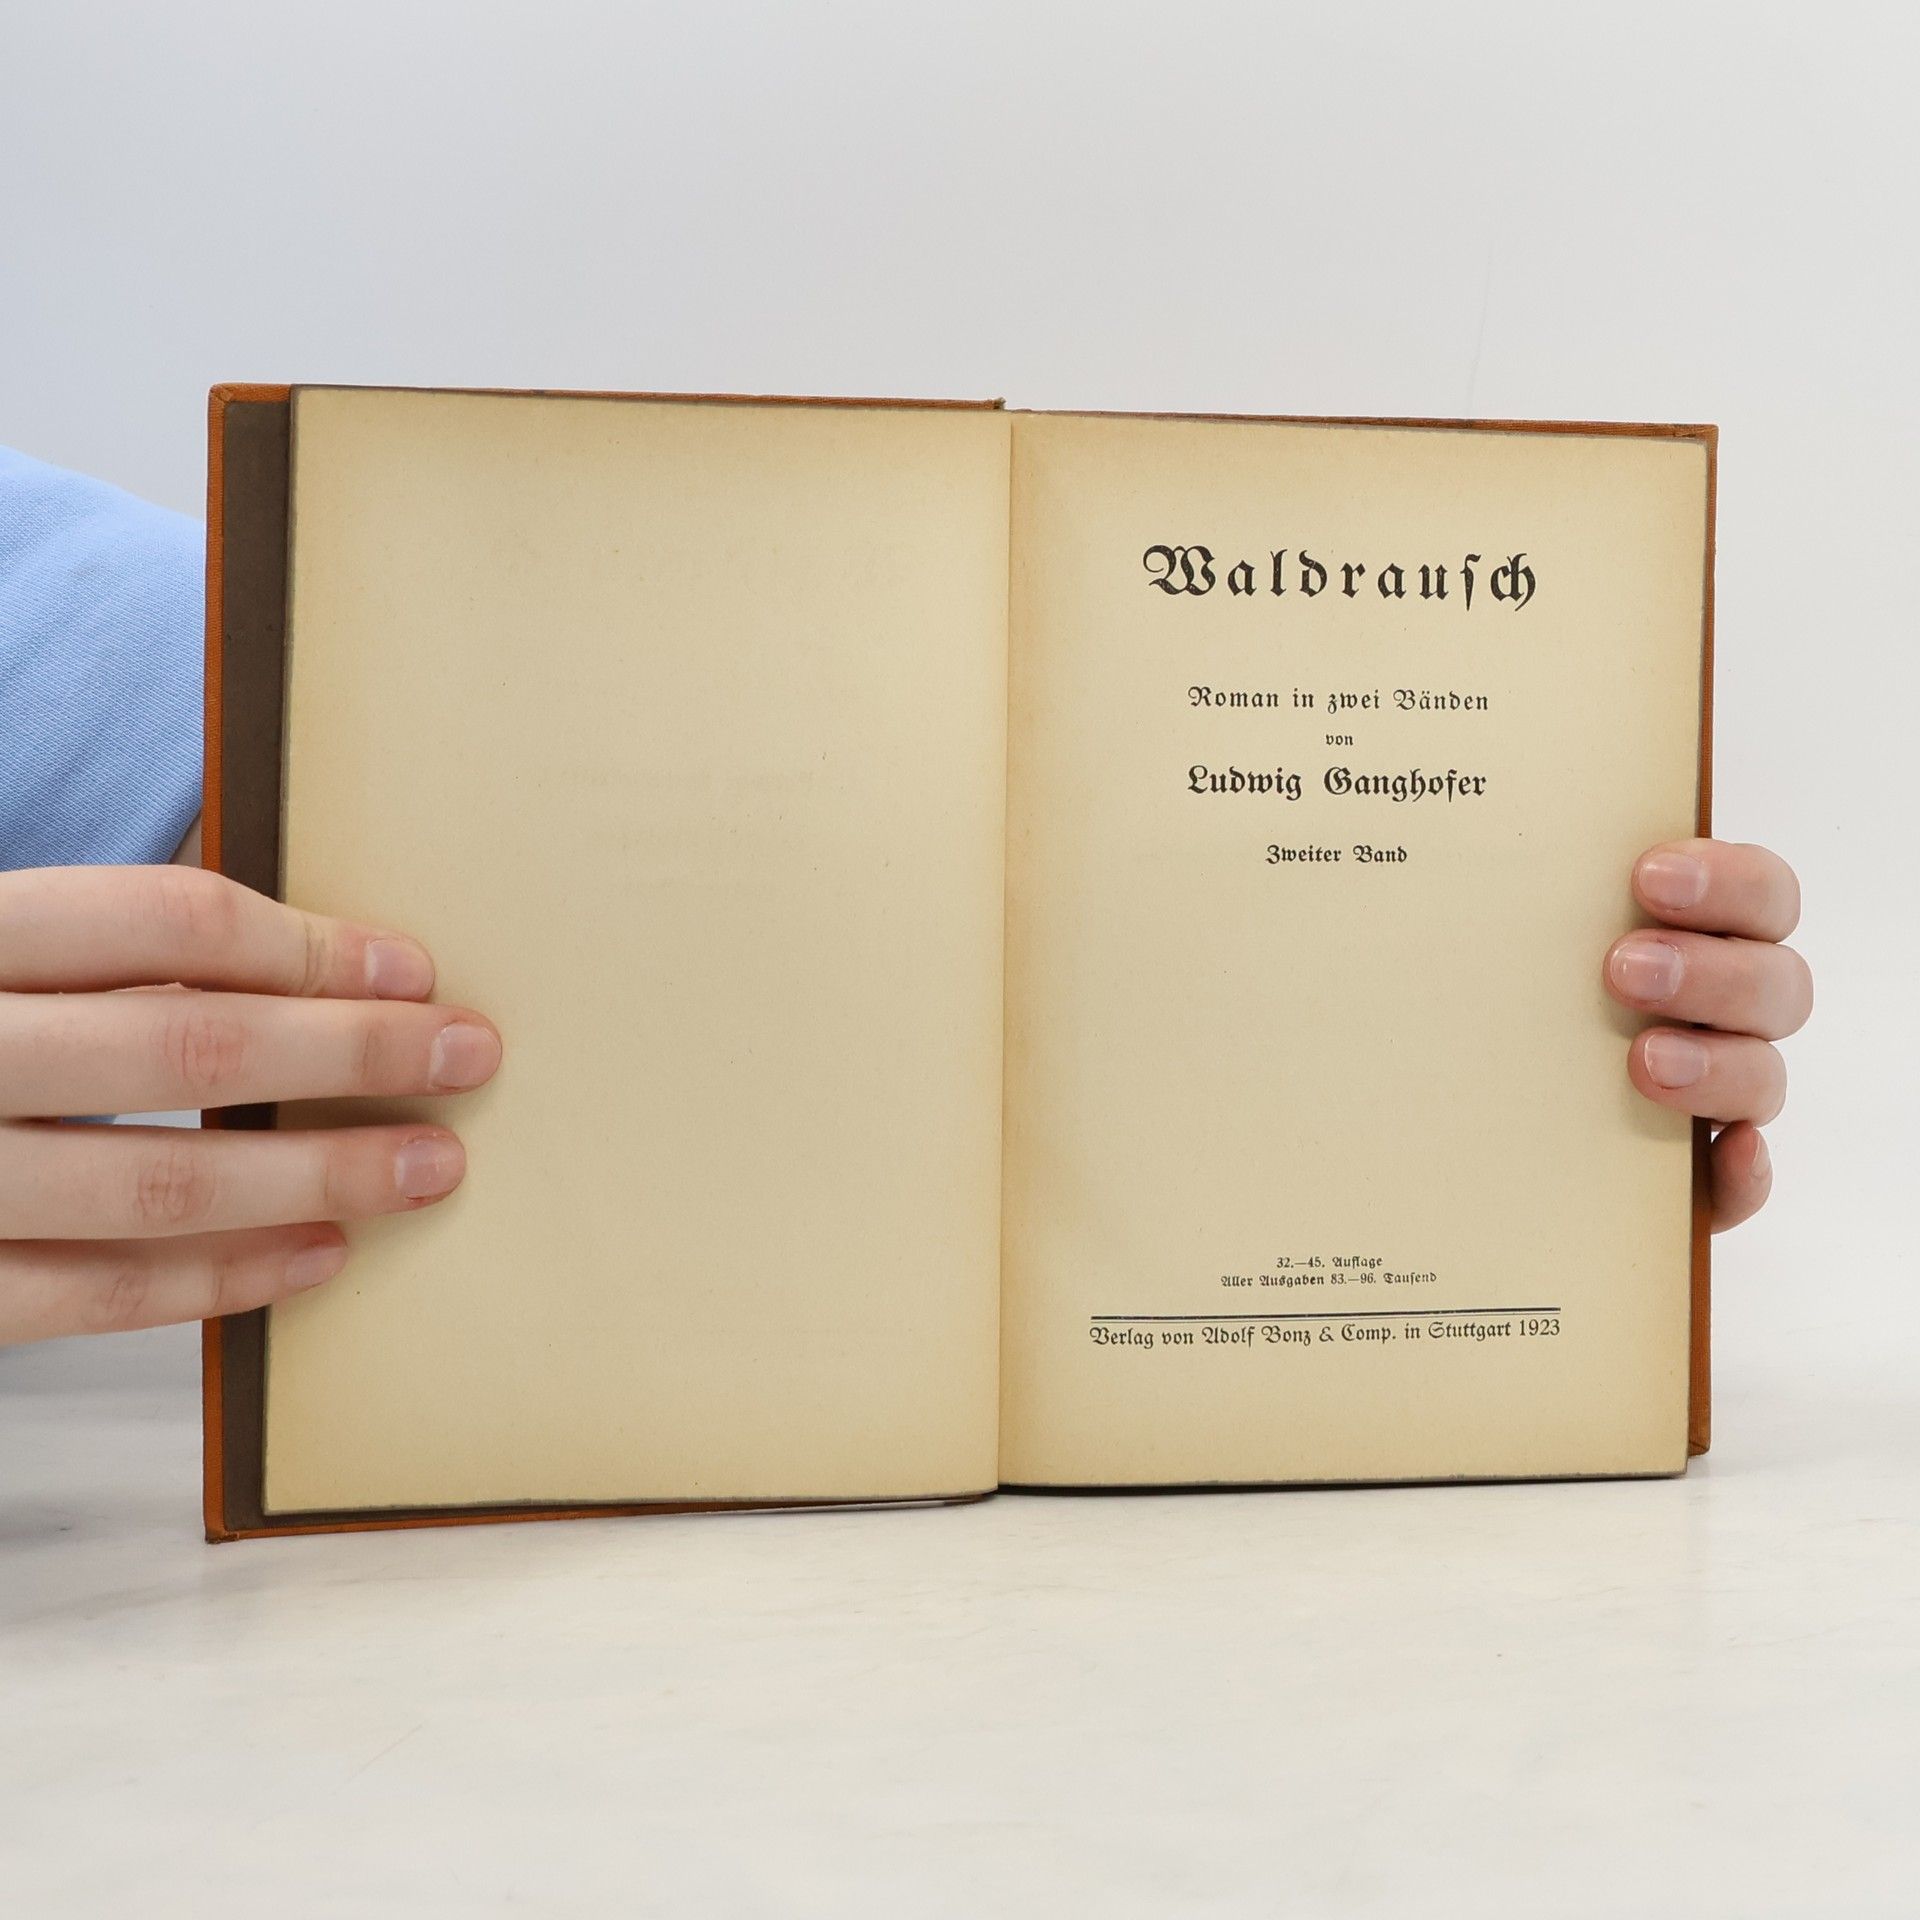 Waldrauſch
Roman in zwei Bänden
von
Ludwig Ganghofer
Zweiter Band
32.—45. Auflage
Aller Ausgaben 83.—96. Tauſend
Verlag von Adolf Bonz & Comp. in Stuttgart 1923